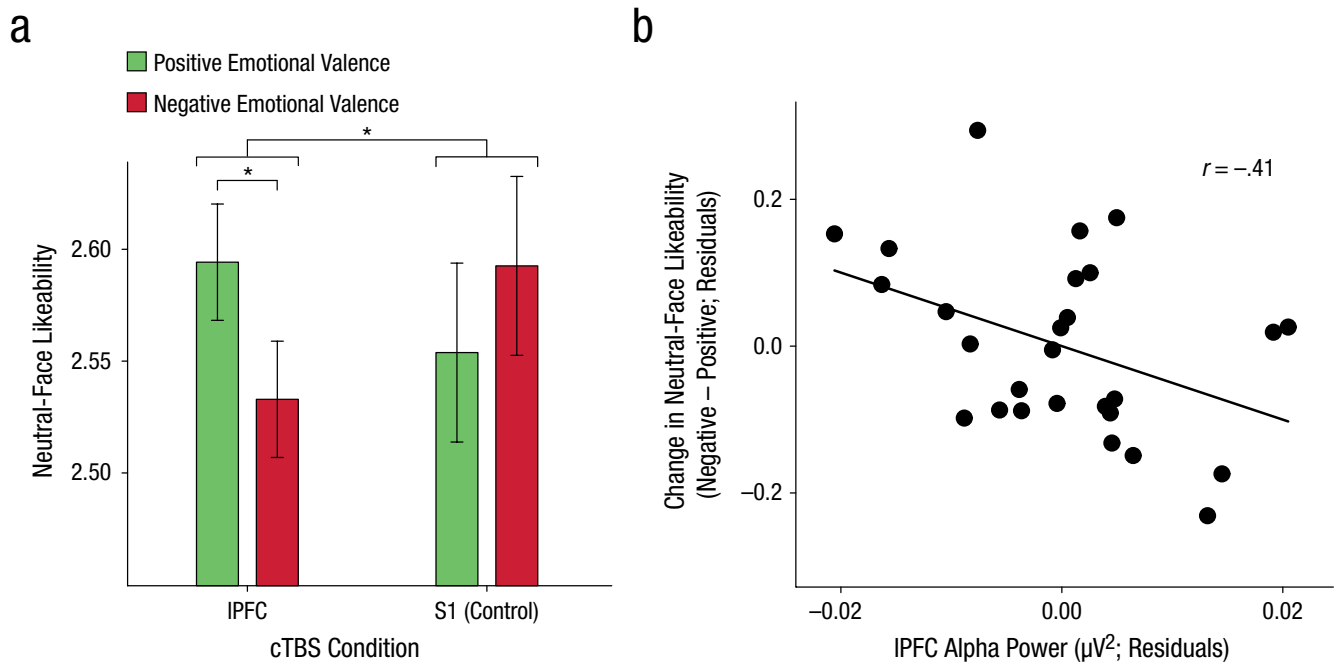 a
Positive Emotional Valence
Negative Emotional Valence
*
*
Neutral-Face Likeability
2.60
2.55
2.50
lPFC
S1 (Control)
cTBS Condition
b
r = –.41
Change in Neutral-Face Likeability
(Negative – Positive; Residuals)
0.2
0.0
–0.2
–0.02
0.00
0.02
lPFC Alpha Power (µV²; Residuals)